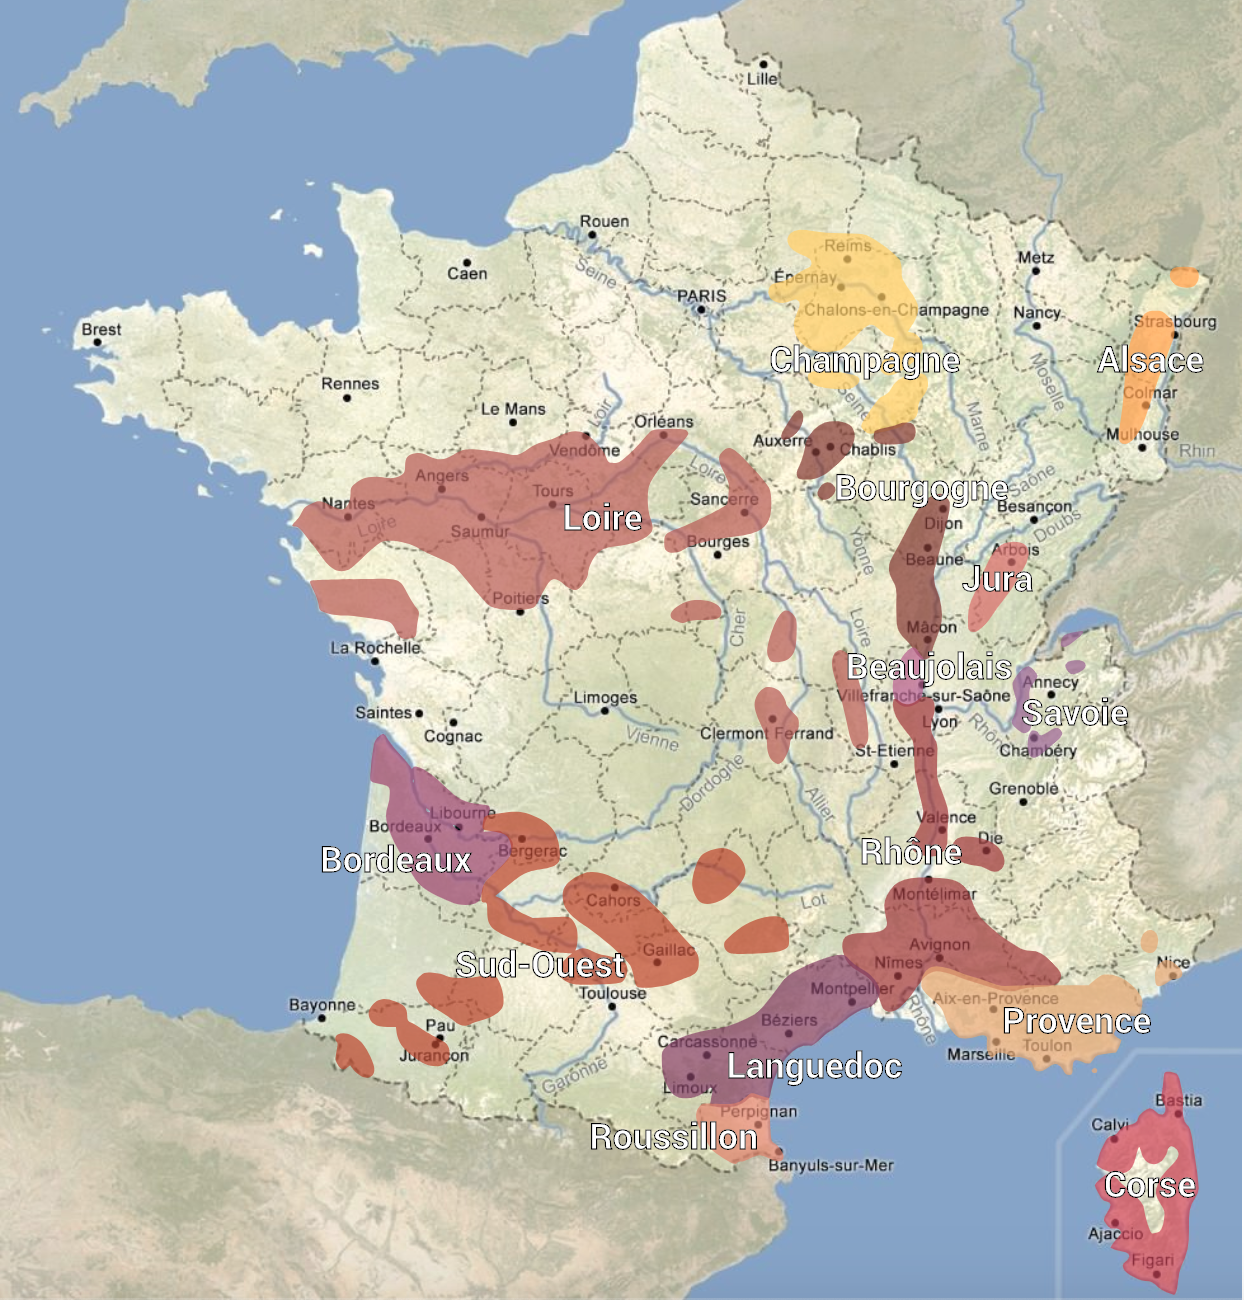 Lille
Rouen
Seine
Reims
Caen
Metz
Épernay
PARIS
Chalons-en-Champagne
Nancy
Strasbourg
Brest
Champagne
Alsace
Rennes
Moselle
Colmar
Le Mans
Loir
Seine
Marne
Orléans
Auxerre
Chablis
Mulhouse
Rhin
Vendôme
Angers
Loire
Saône
Bourgogne
Tours
Sancerre
Nantes
Loire
Saumur
Loire
Besançon
Dijon
Doubs
Bourges
Yonne
Arbois
Beaune
Jura
Poitiers
Cher
Loire
Mâcon
La Rochelle
Beaujolais
Annecy
Limoges
Villefranche-sur-Saône
Saintes
Savoie
Cognac
Vienne
Clermont Ferrand
Lyon
Rhône
St-Etienne
Chambéry
Dordogne
Allier
Grenoble
Libourne
Valence
Bordeaux
Die
Bergerac
Rhône
Bordeaux
Cahors
Lot
Montélimar
Gaillac
Avignon
Sud-Ouest
Nîmes
Nice
Toulouse
Montpellier
Aix-en-Provence
Bayonne
Rhône
Pau
Béziers
Provence
Carcassonne
Jurançon
Marseille
Toulon
Languedoc
Garonne
Limoux
Perpignan
Bastia
Roussillon
Calvi
Banyuls-sur-Mer
Corse
Ajaccio
Figari